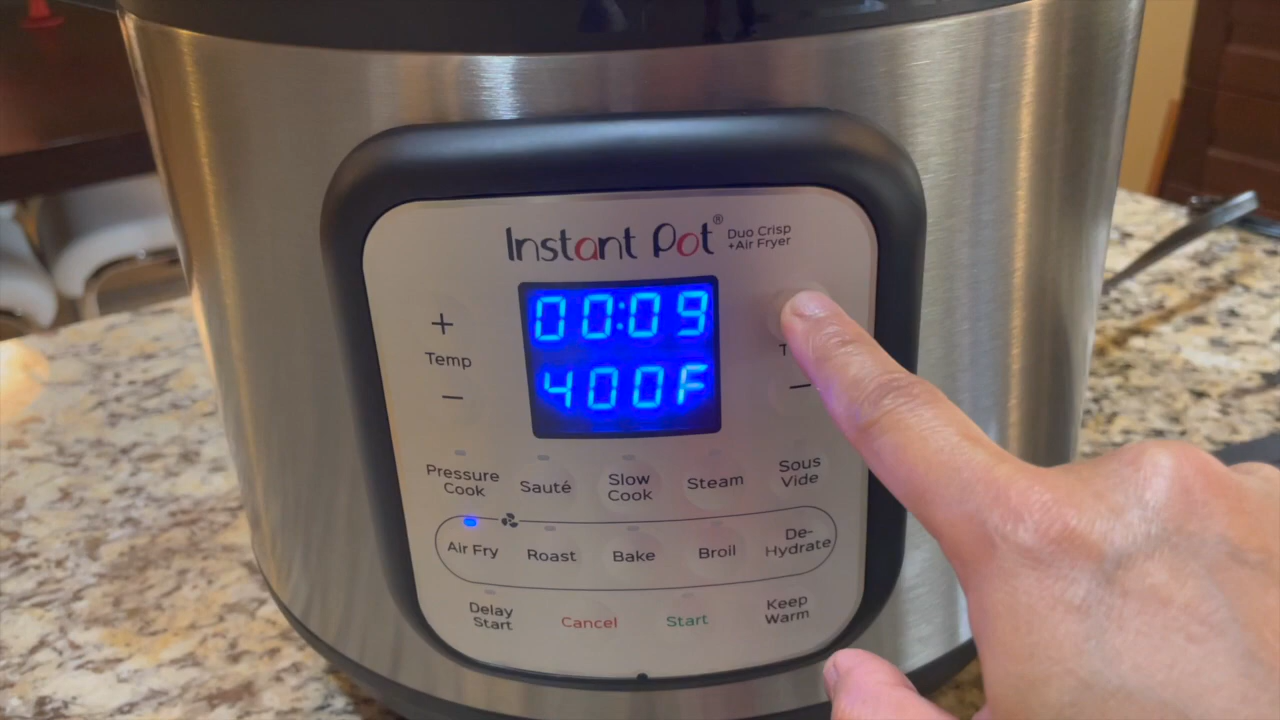 Instant Pot®
Duo Crisp
+Air Fryer
00:09
400F
+
Temp
−
−
Pressure
Cook
Sauté
Slow
Cook
Steam
Sous
Vide
Air Fry
Roast
Bake
Broil
De-
Hydrate
Delay
Start
Cancel
Start
Keep
Warm